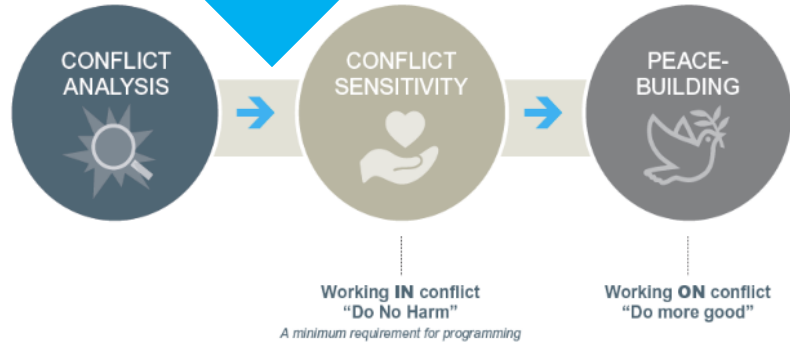 CONFLICT
ANALYSIS
CONFLICT
SENSITIVITY
PEACE-
BUILDING
Working IN conflict
“Do No Harm”
A minimum requirement for programming
Working ON conflict
“Do more good”